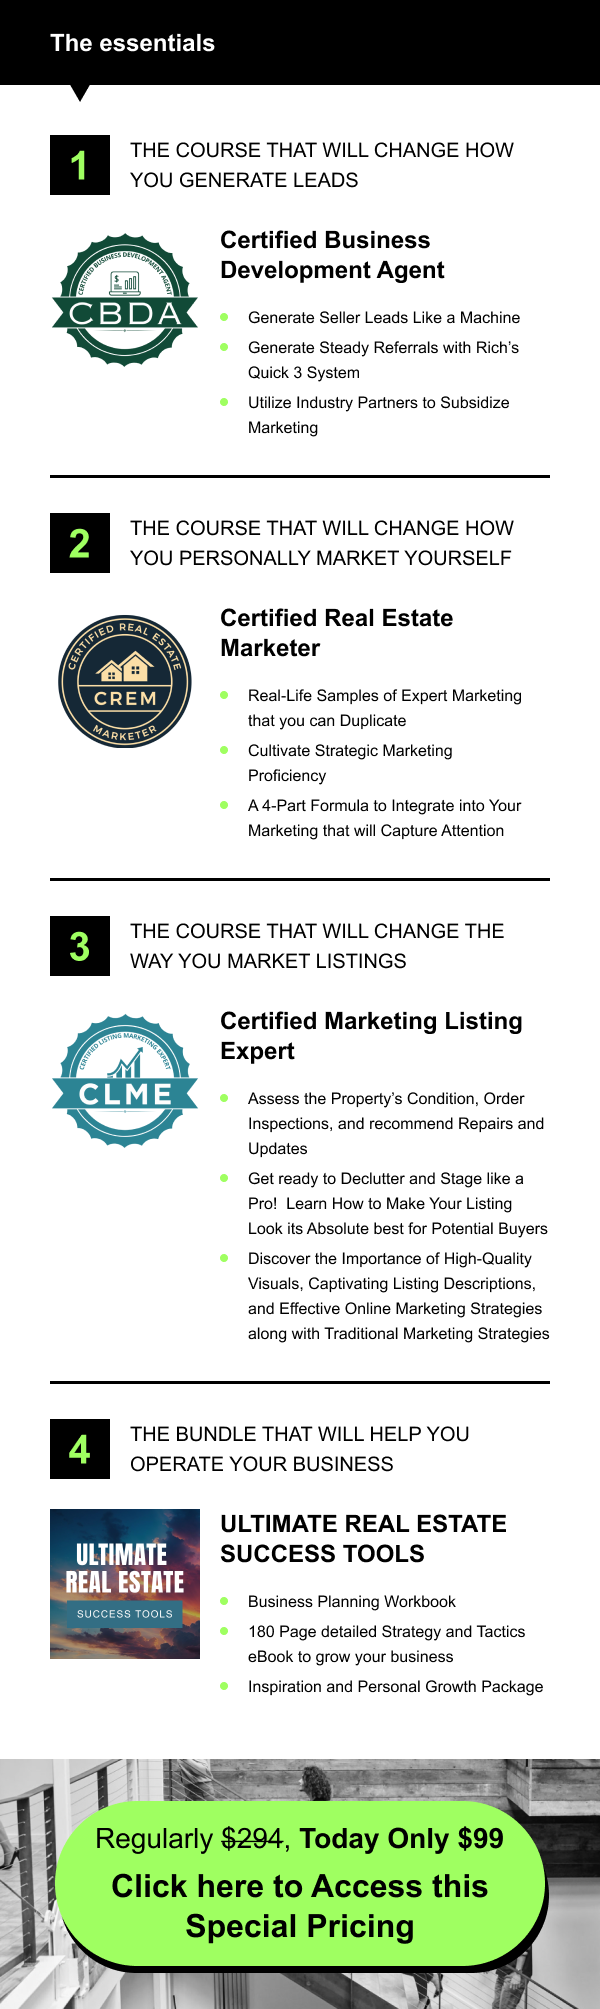 The essentials
1
THE COURSE THAT WILL CHANGE HOW
YOU GENERATE LEADS
CERTIFIED BUSINESS DEVELOPMENT AGENT
$
CBDA
Certified Business
Development Agent
Generate Seller Leads Like a Machine
Generate Steady Referrals with Rich’s
Quick 3 System
Utilize Industry Partners to Subsidize
Marketing
2
THE COURSE THAT WILL CHANGE HOW
YOU PERSONALLY MARKET YOURSELF
CERTIFIED REAL ESTATE
CREM
MARKETER
Certified Real Estate
Marketer
Real-Life Samples of Expert Marketing
that you can Duplicate
Cultivate Strategic Marketing
Proficiency
A 4-Part Formula to Integrate into Your
Marketing that will Capture Attention
3
THE COURSE THAT WILL CHANGE THE
WAY YOU MARKET LISTINGS
CERTIFIED LISTING MARKETING EXPERT
CLME
Certified Marketing Listing
Expert
Assess the Property’s Condition, Order
Inspections, and recommend Repairs and
Updates
Get ready to Declutter and Stage like a
Pro!  Learn How to Make Your Listing
Look its Absolute best for Potential Buyers
Discover the Importance of High-Quality
Visuals, Captivating Listing Descriptions,
and Effective Online Marketing Strategies
along with Traditional Marketing Strategies
4
THE BUNDLE THAT WILL HELP YOU
OPERATE YOUR BUSINESS
ULTIMATE
REAL ESTATE
SUCCESS TOOLS
ULTIMATE REAL ESTATE
SUCCESS TOOLS
Business Planning Workbook
180 Page detailed Strategy and Tactics
eBook to grow your business
Inspiration and Personal Growth Package
Regularly $294, Today Only $99
Click here to Access this
Special Pricing